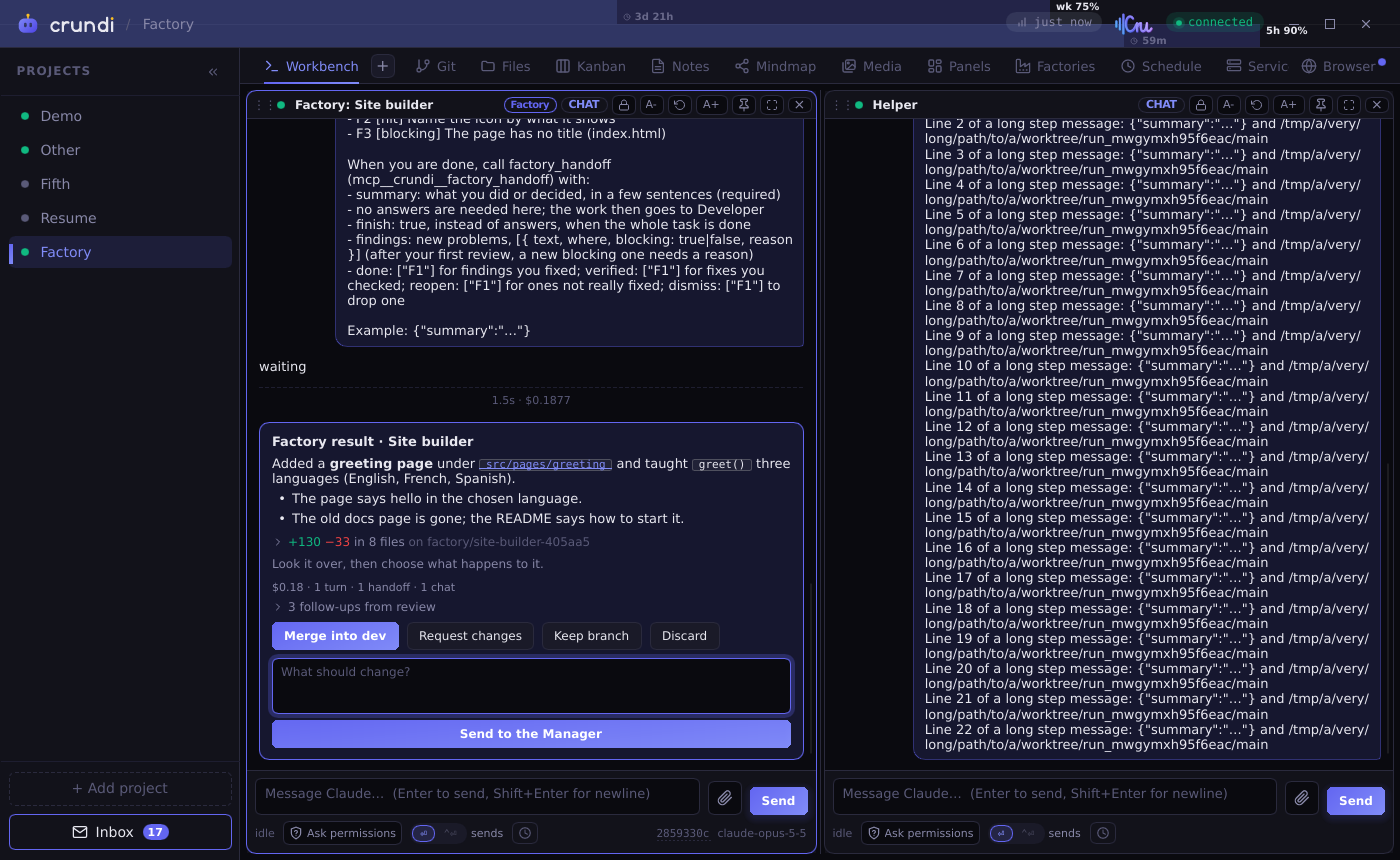 crundi / Factory
3d 21h
wk 75%
just now
Cru
connected
59m
5h 90%
PROJECTS
Demo
Other
Fifth
Resume
Factory
+ Add project
Inbox 17
Workbench
+
Git
Files
Kanban
Notes
Mindmap
Media
Panels
Factories
Schedule
Servic
Browser
Factory: Site builder
Factory
CHAT
A-
A+
- F2 [nit] Name the icon by what it shows
- F3 [blocking] The page has no title (index.html)
When you are done, call factory_handoff
(mcp__crundi__factory_handoff) with:
- summary: what you did or decided, in a few sentences (required)
- no answers are needed here; the work then goes to Developer
- finish: true, instead of answers, when the whole task is done
- findings: new problems, [{ text, where, blocking: true|false, reason
}] (after your first review, a new blocking one needs a reason)
- done: ["F1"] for findings you fixed; verified: ["F1"] for fixes you
checked; reopen: ["F1"] for ones not really fixed; dismiss: ["F1"] to
drop one
Example: {"summary":"..."}
waiting
1.5s · $0.1877
Factory result · Site builder
Added a greeting page under src/pages/greeting and taught greet() three
languages (English, French, Spanish).
• The page says hello in the chosen language.
• The old docs page is gone; the README says how to start it.
+130 −33 in 8 files on factory/site-builder-405aa5
Look it over, then choose what happens to it.
$0.18 · 1 turn · 1 handoff · 1 chat
3 follow-ups from review
Merge into dev
Request changes
Keep branch
Discard
What should change?
Send to the Manager
Message Claude... (Enter to send, Shift+Enter for newline)
Send
idle
Ask permissions
sends
2859330c
claude-opus-5-5
Helper
CHAT
A-
A+
Line 2 of a long step message: {"summary":"..."} and /tmp/a/very/
long/path/to/a/worktree/run_mwgymxh95f6eac/main
Line 3 of a long step message: {"summary":"..."} and /tmp/a/very/
long/path/to/a/worktree/run_mwgymxh95f6eac/main
Line 4 of a long step message: {"summary":"..."} and /tmp/a/very/
long/path/to/a/worktree/run_mwgymxh95f6eac/main
Line 5 of a long step message: {"summary":"..."} and /tmp/a/very/
long/path/to/a/worktree/run_mwgymxh95f6eac/main
Line 6 of a long step message: {"summary":"..."} and /tmp/a/very/
long/path/to/a/worktree/run_mwgymxh95f6eac/main
Line 7 of a long step message: {"summary":"..."} and /tmp/a/very/
long/path/to/a/worktree/run_mwgymxh95f6eac/main
Line 8 of a long step message: {"summary":"..."} and /tmp/a/very/
long/path/to/a/worktree/run_mwgymxh95f6eac/main
Line 9 of a long step message: {"summary":"..."} and /tmp/a/very/
long/path/to/a/worktree/run_mwgymxh95f6eac/main
Line 10 of a long step message: {"summary":"..."} and /tmp/a/very/
long/path/to/a/worktree/run_mwgymxh95f6eac/main
Line 11 of a long step message: {"summary":"..."} and /tmp/a/very/
long/path/to/a/worktree/run_mwgymxh95f6eac/main
Line 12 of a long step message: {"summary":"..."} and /tmp/a/very/
long/path/to/a/worktree/run_mwgymxh95f6eac/main
Line 13 of a long step message: {"summary":"..."} and /tmp/a/very/
long/path/to/a/worktree/run_mwgymxh95f6eac/main
Line 14 of a long step message: {"summary":"..."} and /tmp/a/very/
long/path/to/a/worktree/run_mwgymxh95f6eac/main
Line 15 of a long step message: {"summary":"..."} and /tmp/a/very/
long/path/to/a/worktree/run_mwgymxh95f6eac/main
Line 16 of a long step message: {"summary":"..."} and /tmp/a/very/
long/path/to/a/worktree/run_mwgymxh95f6eac/main
Line 17 of a long step message: {"summary":"..."} and /tmp/a/very/
long/path/to/a/worktree/run_mwgymxh95f6eac/main
Line 18 of a long step message: {"summary":"..."} and /tmp/a/very/
long/path/to/a/worktree/run_mwgymxh95f6eac/main
Line 19 of a long step message: {"summary":"..."} and /tmp/a/very/
long/path/to/a/worktree/run_mwgymxh95f6eac/main
Line 20 of a long step message: {"summary":"..."} and /tmp/a/very/
long/path/to/a/worktree/run_mwgymxh95f6eac/main
Line 21 of a long step message: {"summary":"..."} and /tmp/a/very/
long/path/to/a/worktree/run_mwgymxh95f6eac/main
Line 22 of a long step message: {"summary":"..."} and /tmp/a/very/
long/path/to/a/worktree/run_mwgymxh95f6eac/main
Message Claude... (Enter to send, Shift+Enter for newline)
Send
idle
Ask permissions
sends